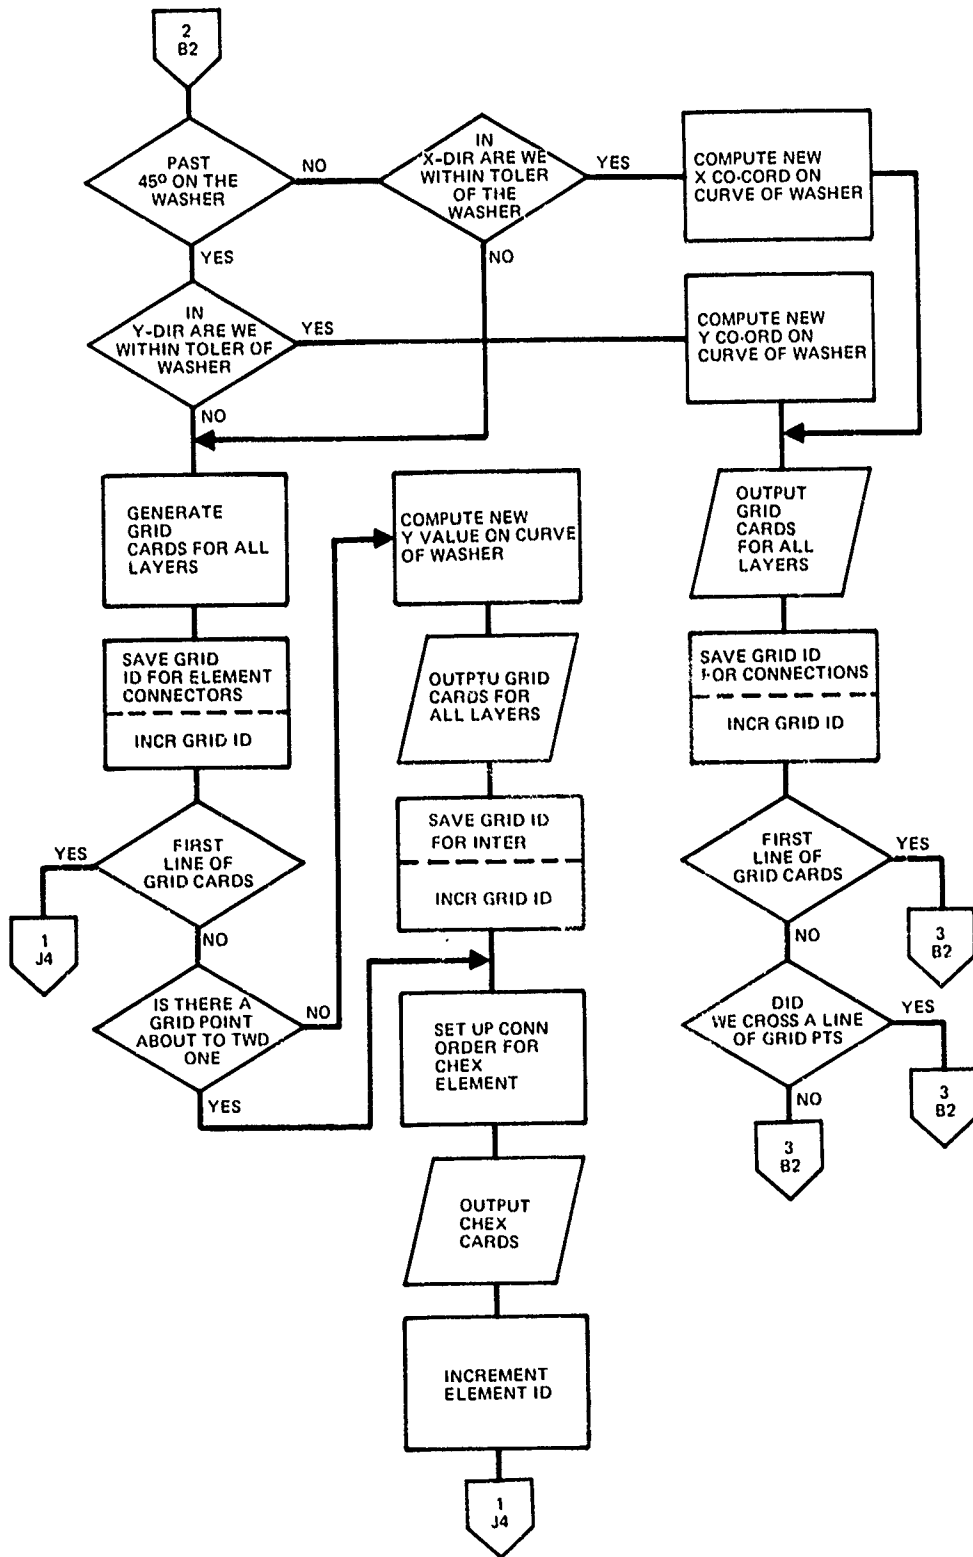 2
B2
PAST
45º ON THE
WASHER
NO
IN
X-DIR ARE WE
WITHIN TOLER
OF THE
WASHER
YES
COMPUTE NEW
X CO-CORD ON
CURVE OF WASHER
YES
NO
IN
Y-DIR ARE WE
WITHIN TOLER OF
WASHER
YES
COMPUTE NEW
Y CO-ORD ON
CURVE OF WASHER
NO
GENERATE
GRID
CARDS FOR ALL
LAYERS
SAVE GRID
ID FOR ELEMENT
CONNECTORS
INCR GRID ID
FIRST
LINE OF
GRID CARDS
YES
1
J4
NO
IS THERE A
GRID POINT
ABOUT TO TWD
ONE
NO
YES
COMPUTE NEW
Y VALUE ON CURVE
OF WASHER
OUTPTU GRID
CARDS FOR
ALL LAYERS
SAVE GRID ID
FOR INTER
INCR GRID ID
SET UP CONN
ORDER FOR
CHEX
ELEMENT
OUTPUT
CHEX
CARDS
INCREMENT
ELEMENT ID
1
J4
OUTPUT
GRID
CARDS
FOR ALL
LAYERS
SAVE GRID ID
FOR CONNECTIONS
INCR GRID ID
FIRST
LINE OF
GRID CARDS
YES
3
B2
NO
DID
WE CROSS A LINE
OF GRID PTS
YES
3
B2
NO
3
B2